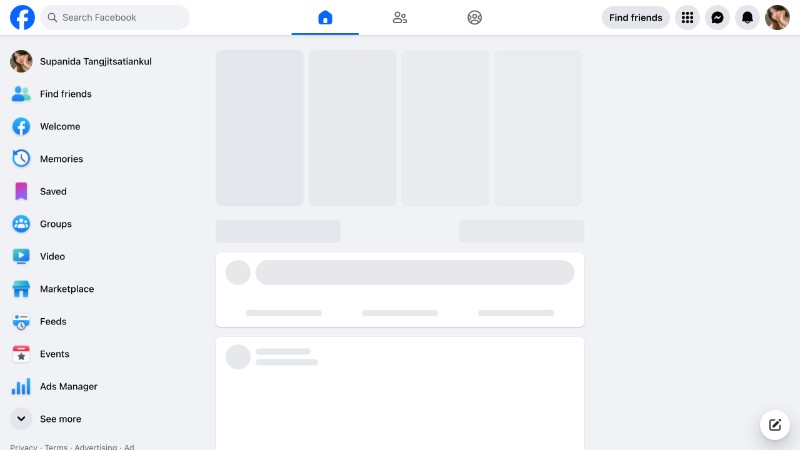 Search Facebook
Find friends
Supanida Tangjitsatiankul
Find friends
Welcome
Memories
Saved
Groups
Video
Marketplace
Feeds
Events
Ads Manager
See more
Privacy · Terms · Advertising · Ad